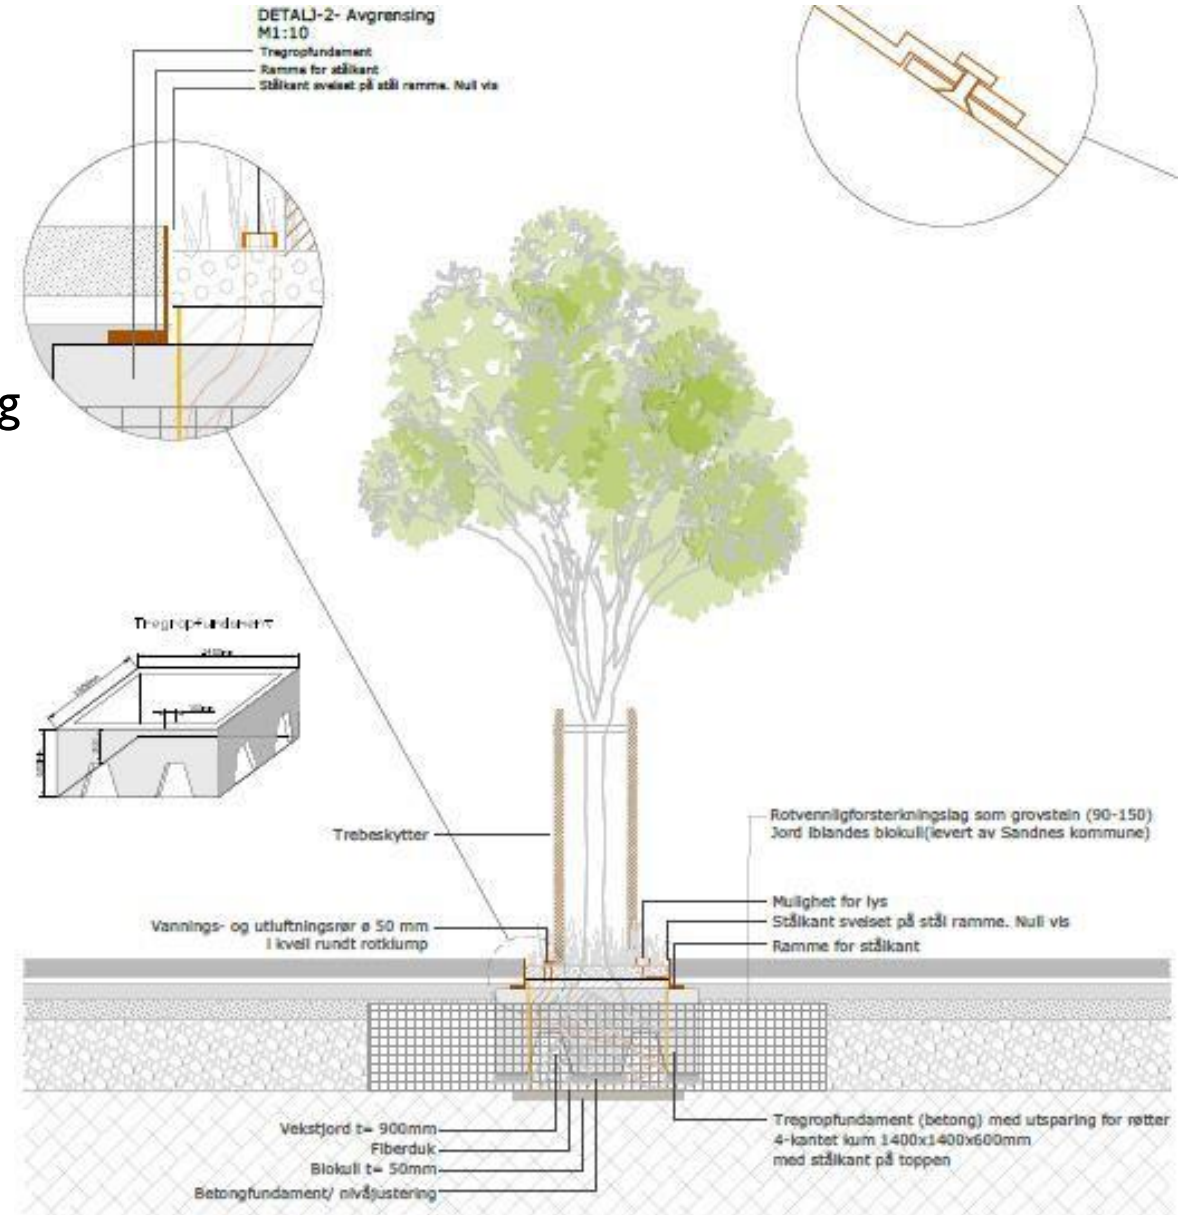 DETALJ-2- Avgrensing
M1:10
Tregropfundament
Ramme for stålkant
Stålkant sveiset på stål ramme. Null vis
g
Tregropfundament
Trebeskytter
Rotvennligforsterkningslag som grovstein (90-150)
Jord iblandes biokull(levert av Sandnes kommune)
Vannings- og utluftningsrør ø 50 mm
i kveil rundt rotklump
Mulighet for lys
Stålkant sveiset på stål ramme. Null vis
Ramme for stålkant
Vekstjord t= 900mm
Fiberduk
Biokull t= 50mm
Betongfundament/ nivåjustering
Tregropfundament (betong) med utsparing for røtter
4-kantet kum 1400x1400x600mm
med stålkant på toppen